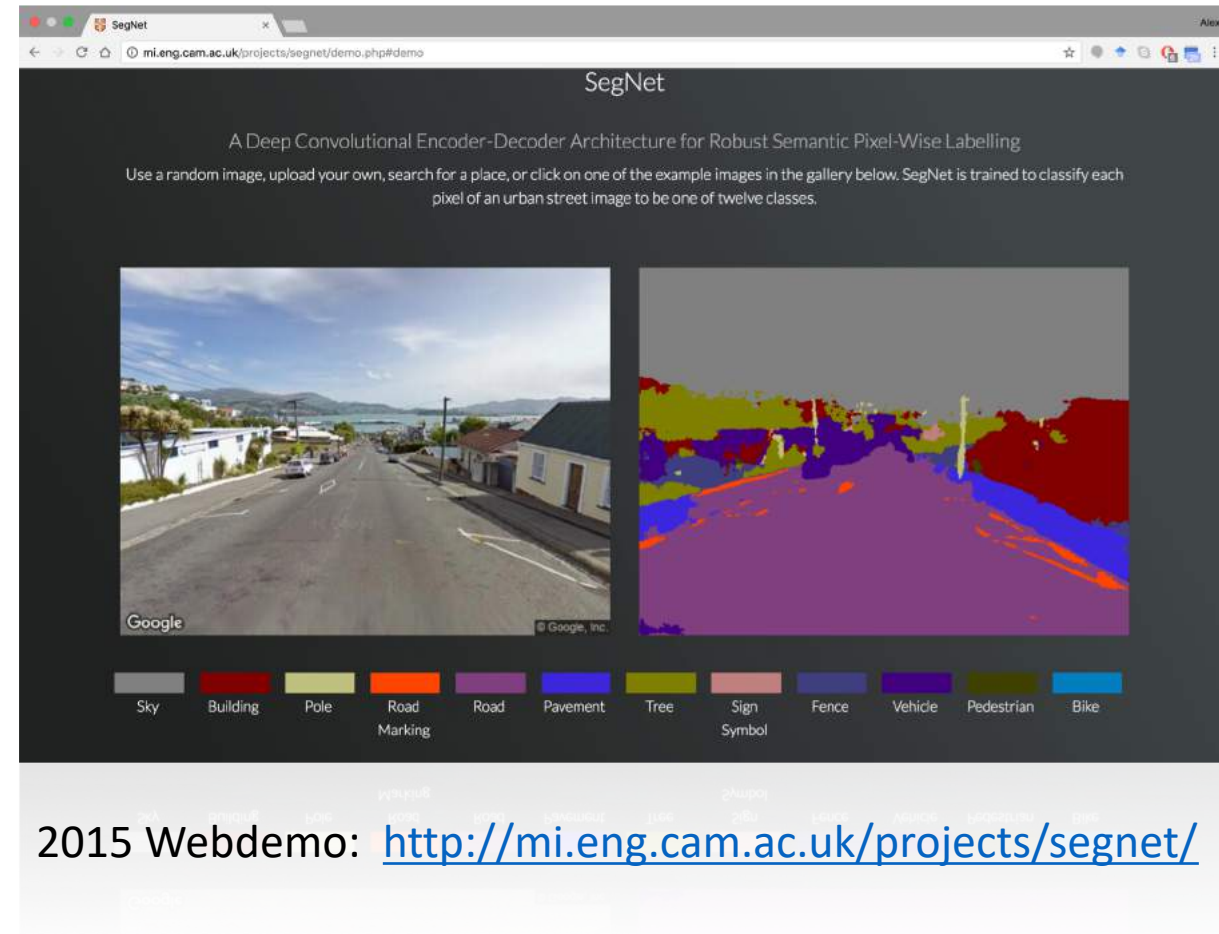 SegNet
Alex
mi.eng.cam.ac.uk/projects/segnet/demo.php#demo
SegNet
A Deep Convolutional Encoder-Decoder Architecture for Robust Semantic Pixel-Wise Labelling
Use a random image, upload your own, search for a place, or click on one of the example images in the gallery below. SegNet is trained to classify each
pixel of an urban street image to be one of twelve classes.
Google
© Google, Inc.
Sky Building Pole Road Marking Road Pavement Tree Sign Symbol Fence Vehicle Pedestrian Bike
2015 Webdemo: http://mi.eng.cam.ac.uk/projects/segnet/